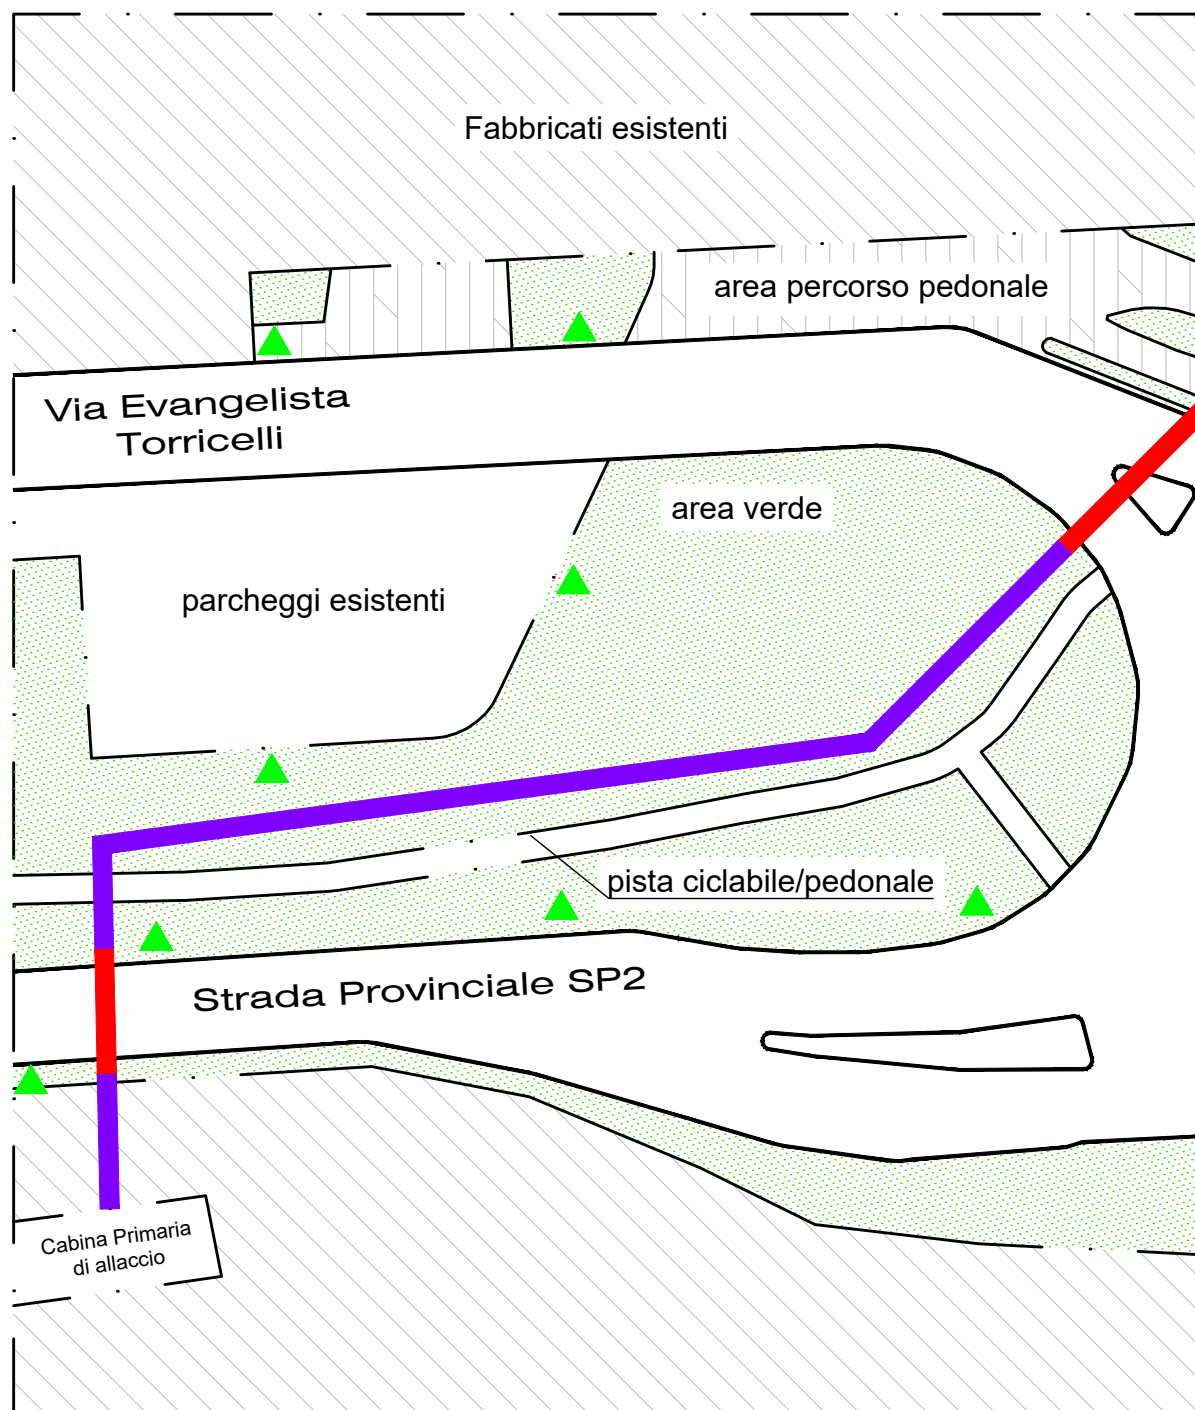 Fabbricati esistenti
area percorso pedonale
Via Evangelista
Torricelli
area verde
parcheggi esistenti
pista ciclabile/pedonale
Strada Provinciale SP2
Cabina Primaria
di allaccio